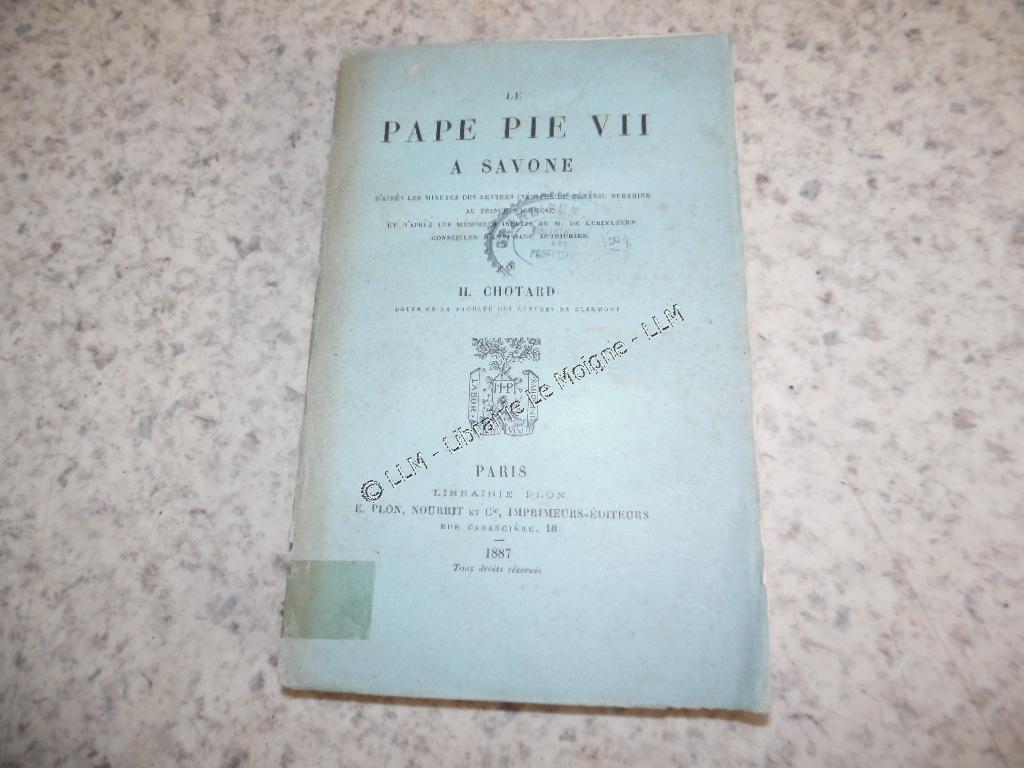 LE
PAPE PIE VII
A SAVONE
D'APRÈS LES MINUTES DES LETTRES INÉDITES DU GÉNÉRAL BERTHIER
AU PRINCE BORGHÈSE
ET D'APRÈS LES MÉMOIRES INÉDITS DE M. DE LEBZELTERN
CONSEILLER D'AMBASSADE AUTRICHIEN
PAR
H. CHOTARD
DOYEN DE LA FACULTÉ DES LETTRES DE CLERMONT
LABOR
H·P
PARIS
LIBRAIRIE PLON
E. PLON, NOURRIT ET Cie, IMPRIMEURS-ÉDITEURS
RUE GARANCIÈRE, 10
1887
Tous droits réservés
© LLM - Librairie Le Moigne - LLM